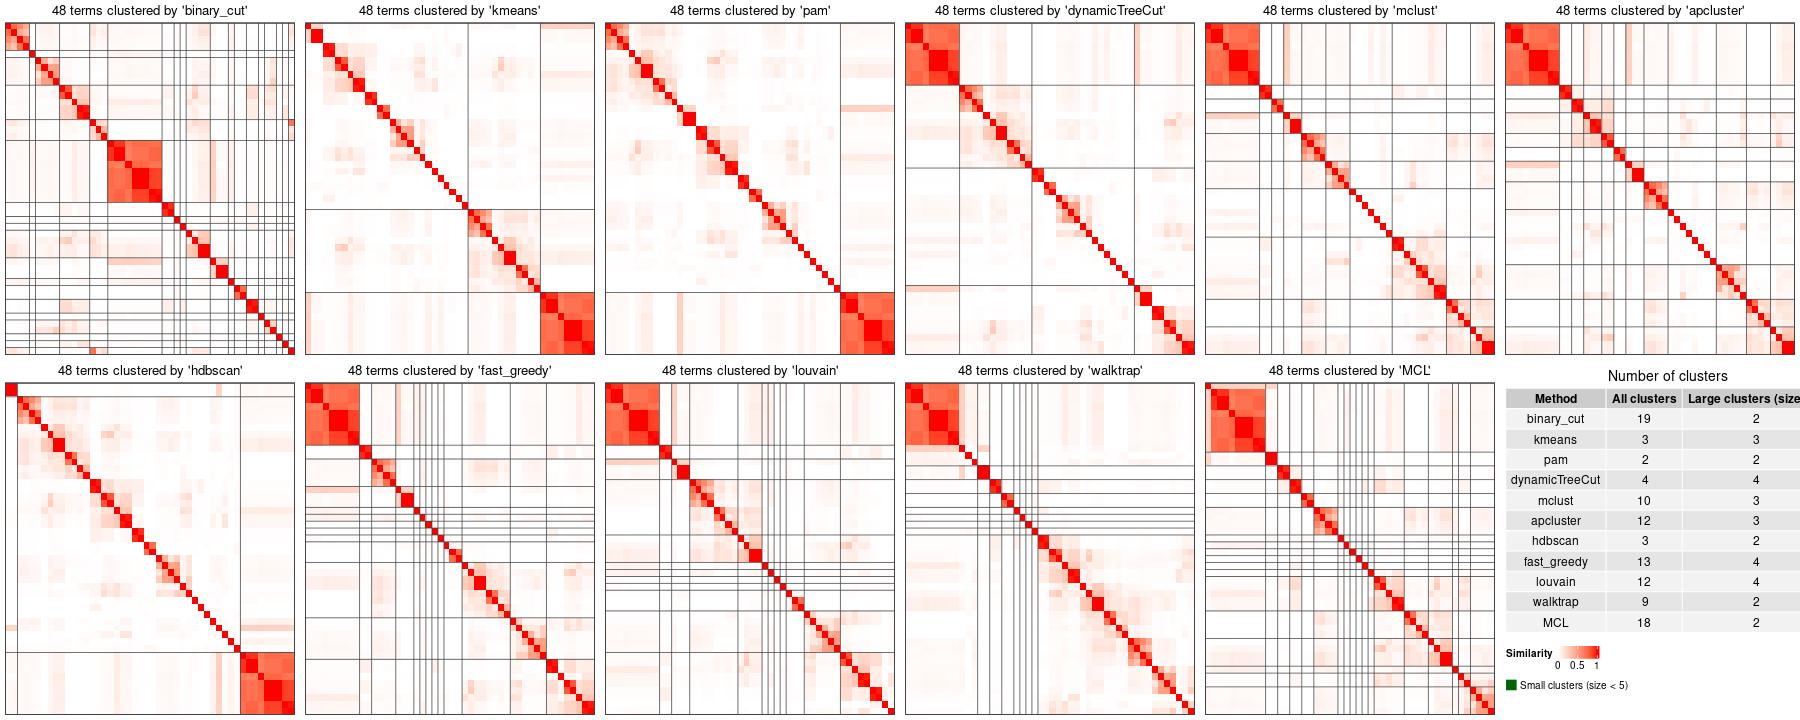 48 terms clustered by 'binary_cut'
48 terms clustered by 'kmeans'
48 terms clustered by 'pam'
48 terms clustered by 'dynamicTreeCut'
48 terms clustered by 'mclust'
48 terms clustered by 'apcluster'
48 terms clustered by 'hdbscan'
48 terms clustered by 'fast_greedy'
48 terms clustered by 'louvain'
48 terms clustered by 'walktrap'
48 terms clustered by 'MCL'
Number of clusters
Method All clusters Large clusters (size
binary_cut 19 2
kmeans 3 3
pam 2 2
dynamicTreeCut 4 4
mclust 10 3
apcluster 12 3
hdbscan 3 2
fast_greedy 13 4
louvain 12 4
walktrap 9 2
MCL 18 2
Similarity
0 0.5 1
Small clusters (size < 5)